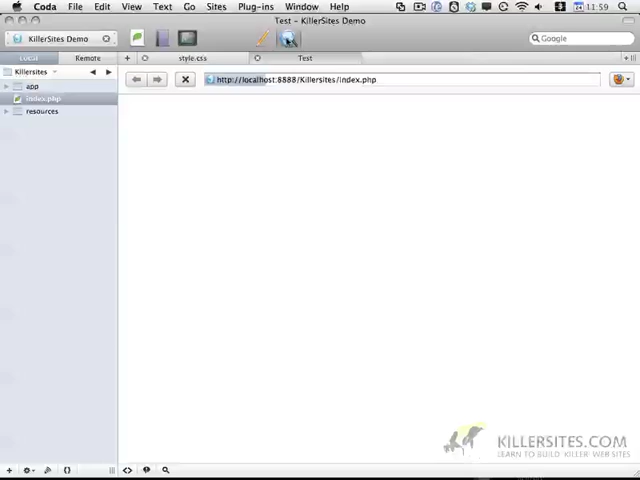 Coda File Edit View Text Go Sites Plug-ins Window Help 11:59
Test - KillerSites Demo
KillerSites Demo
Google
Local Remote
style.css
Test
Killersites
http://localhost:8888/Killersites/index.php
app
index.php
resources
KILLERSITES.COM
LEARN TO BUILD 'KILLER' WEB SITES